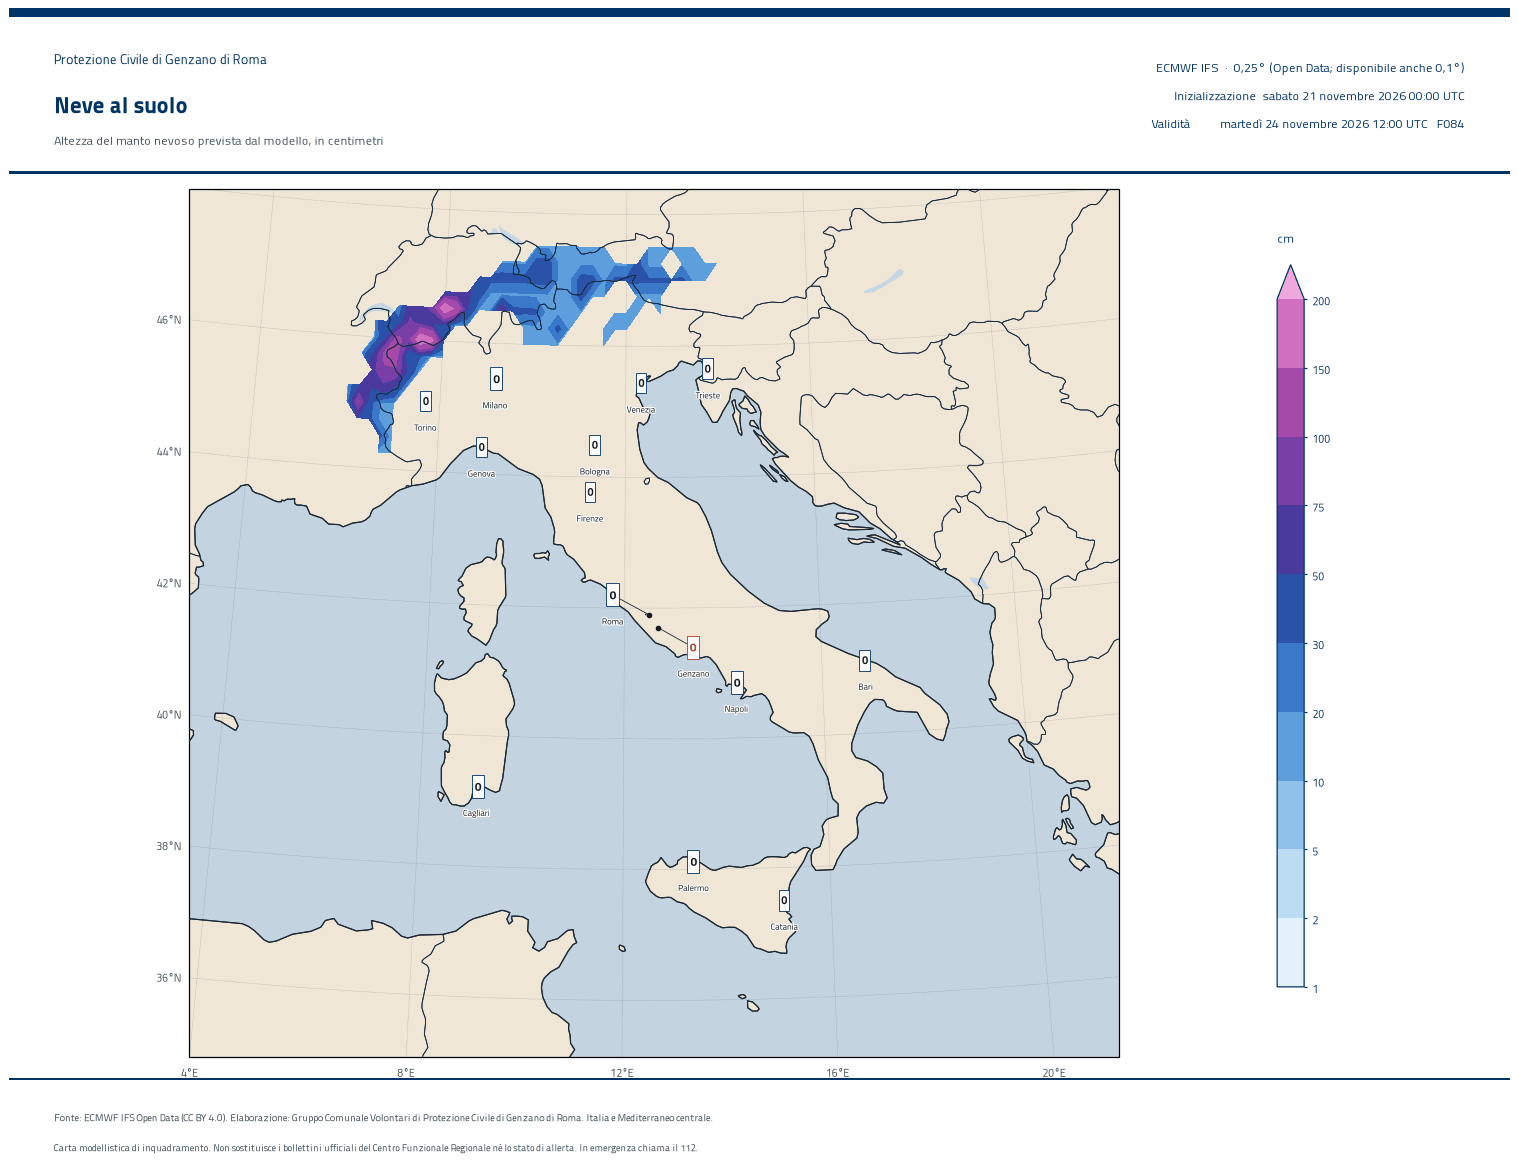 Protezione Civile di Genzano di Roma
Neve al suolo
Altezza del manto nevoso prevista dal modello, in centimetri
ECMWF IFS · 0,25° (Open Data; disponibile anche 0,1°)
Inizializzazione sabato 21 novembre 2026 00:00 UTC
Validità martedì 24 novembre 2026 12:00 UTC F084
cm
200
150
100
75
50
30
20
10
5
2
1
46°N
44°N
42°N
40°N
38°N
36°N
4°E
8°E
12°E
16°E
20°E
0
Milano
0
Torino
0
Venezia
0
Trieste
0
Genova
0
Bologna
0
Firenze
0
Roma
0
Genzano
0
Napoli
0
Bari
0
Cagliari
0
Palermo
0
Catania
Fonte: ECMWF IFS Open Data (CC BY 4.0). Elaborazione: Gruppo Comunale Volontari di Protezione Civile di Genzano di Roma. Italia e Mediterraneo centrale.
Carta modellistica di inquadramento. Non sostituisce i bollettini ufficiali del Centro Funzionale Regionale né lo stato di allerta. In emergenza chiama il 112.